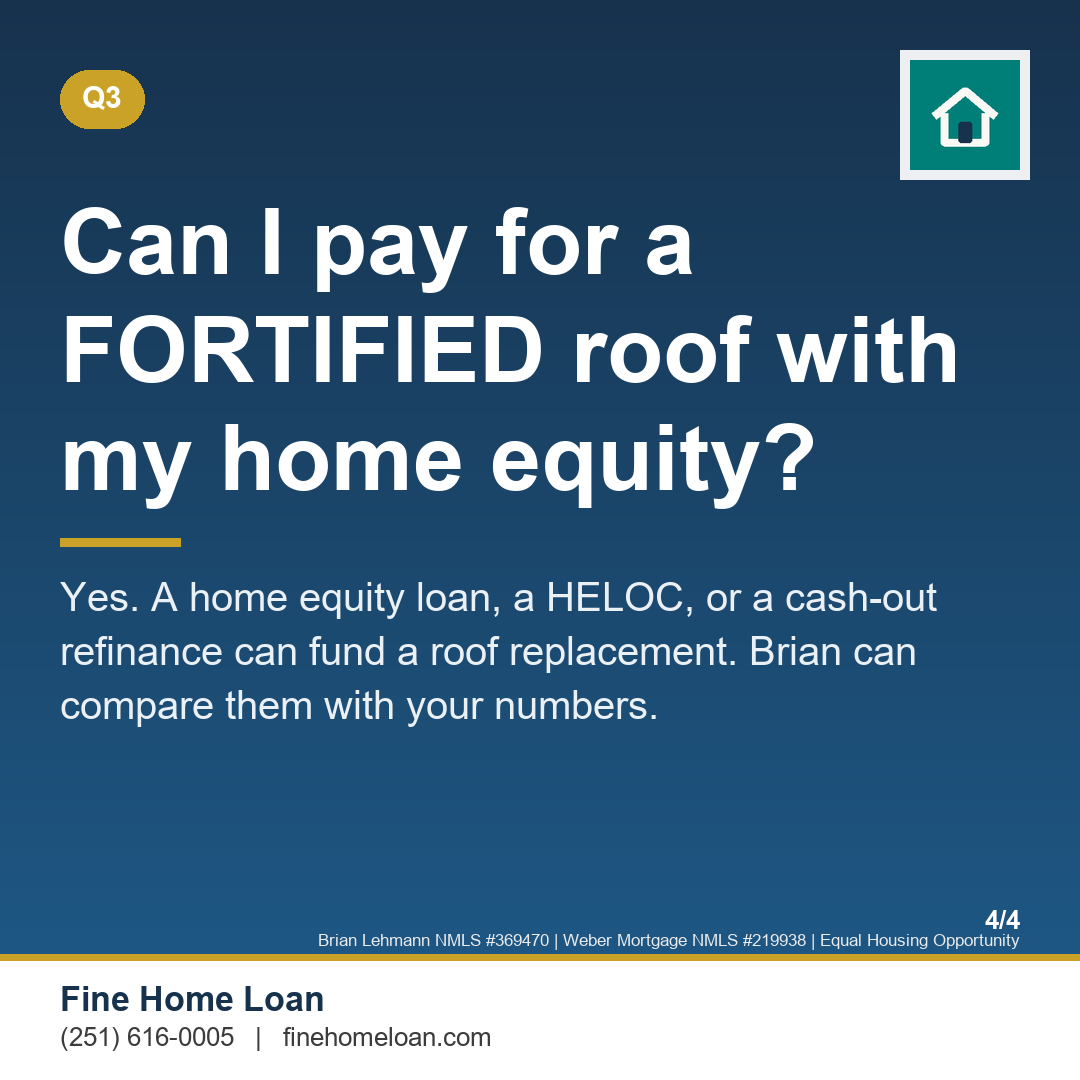 Q3
Can I pay for a
FORTIFIED roof with
my home equity?
Yes. A home equity loan, a HELOC, or a cash-out
refinance can fund a roof replacement. Brian can
compare them with your numbers.
4/4
Brian Lehmann NMLS #369470 | Weber Mortgage NMLS #219938 | Equal Housing Opportunity
Fine Home Loan
(251) 616-0005 | finehomeloan.com